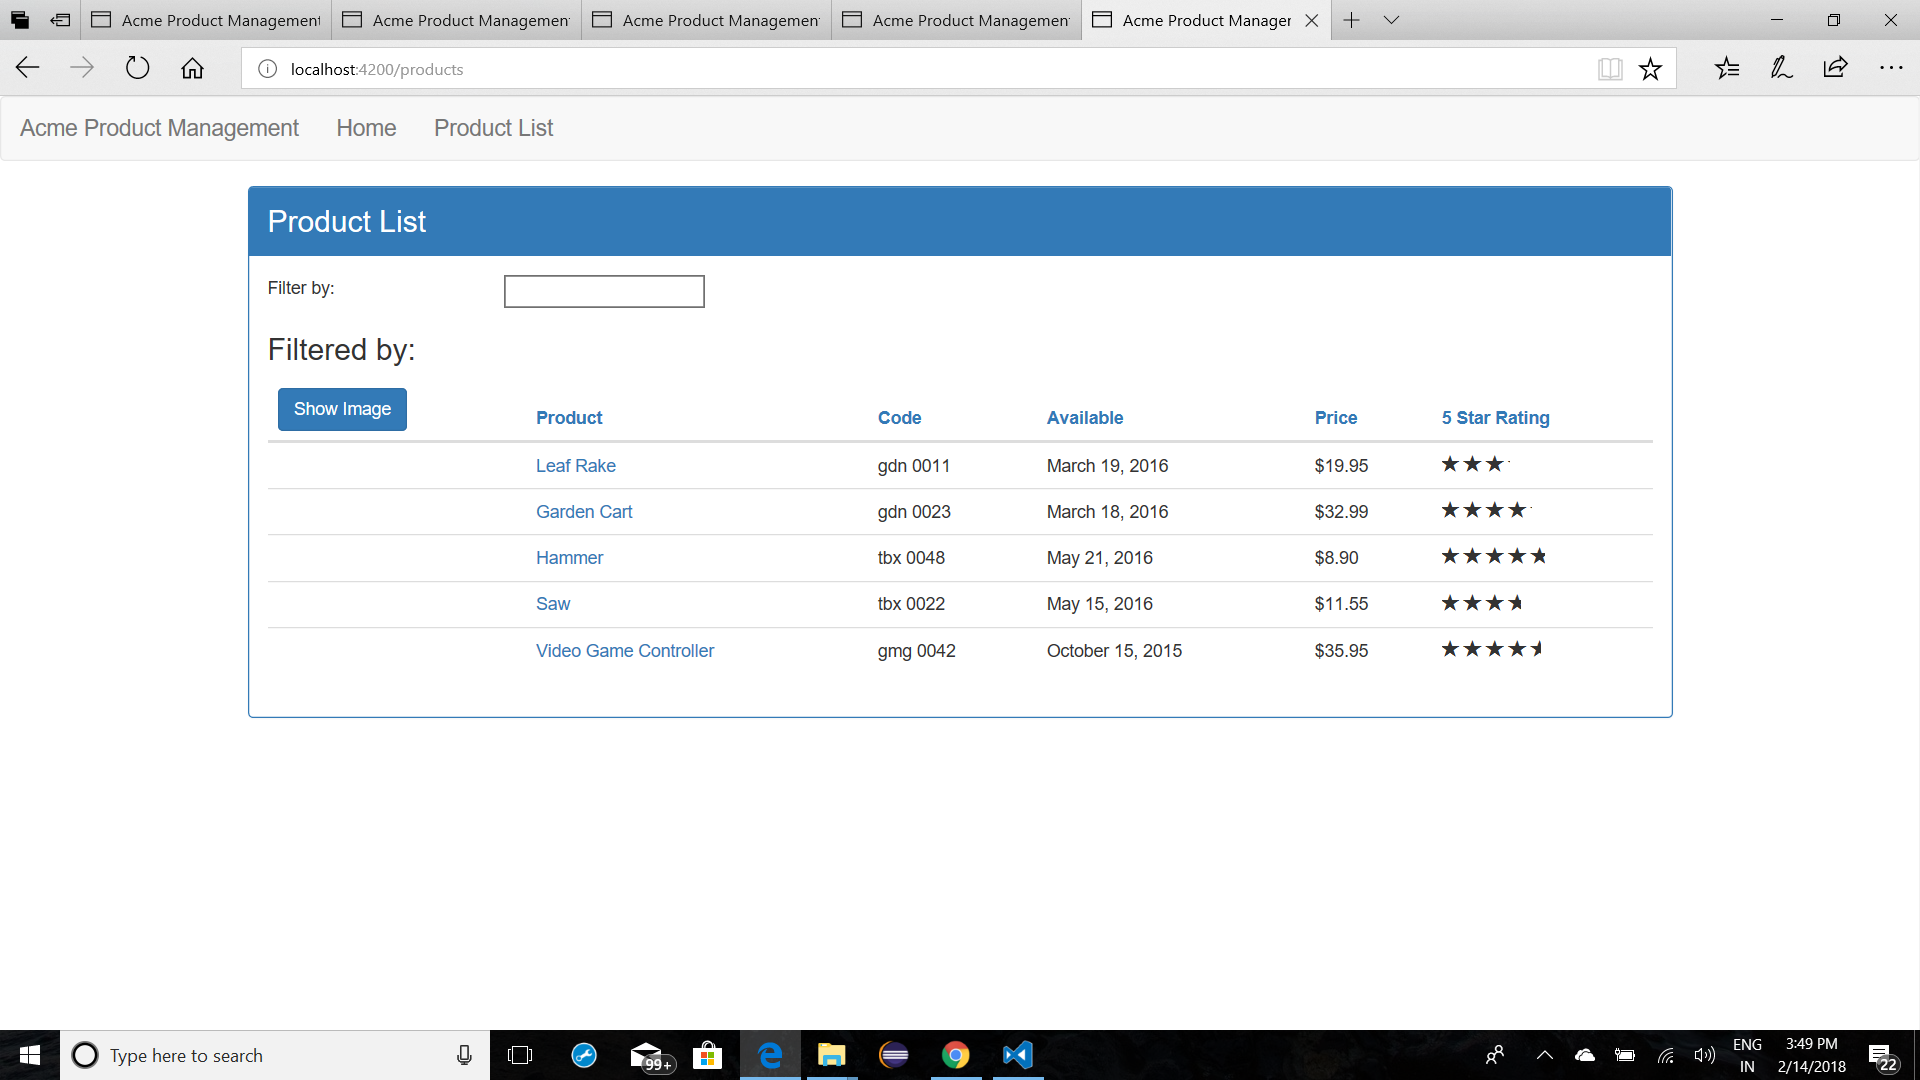 Acme Product Management
Acme Product Management
Acme Product Management
Acme Product Management
Acme Product Manager
localhost:4200/products
Acme Product Management Home Product List
Product List
Filter by:
Filtered by:
Show Image Product Code Available Price 5 Star Rating
Leaf Rake gdn 0011 March 19, 2016 $19.95
Garden Cart gdn 0023 March 18, 2016 $32.99
Hammer tbx 0048 May 21, 2016 $8.90
Saw tbx 0022 May 15, 2016 $11.55
Video Game Controller gmg 0042 October 15, 2015 $35.95
Type here to search
99+
ENG
IN
3:49 PM
2/14/2018
22